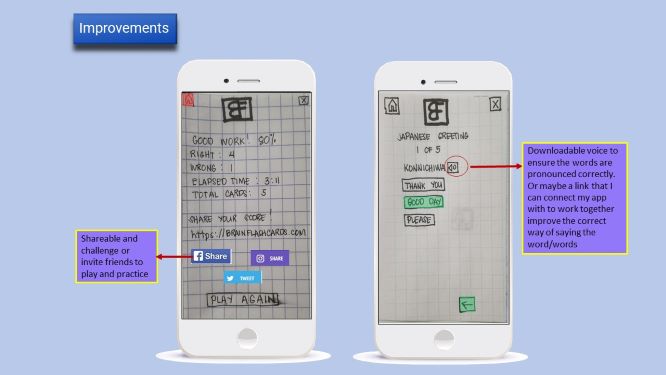 Improvements
BF
GOOD WORK! 80%
RIGHT : 4
WRONG : 1
ELAPSED TIME : 3:11
TOTAL CARDS: 5
SHARE YOUR SCORE!
https://BRAINFLASHCARDS.COM
Share
SHARE
TWEET
PLAY AGAIN
Shareable and
challenge or
invite friends to
play and practice
X
BF
X
JAPANESE GREETING
1 OF 5
KONNICHIWA
THANK YOU
GOOD DAY
PLEASE
Downloadable voice to
ensure the words are
pronounced correctly.
Or maybe a link that I
can connect my app
with to work together
improve the correct
way of saying the
word/words